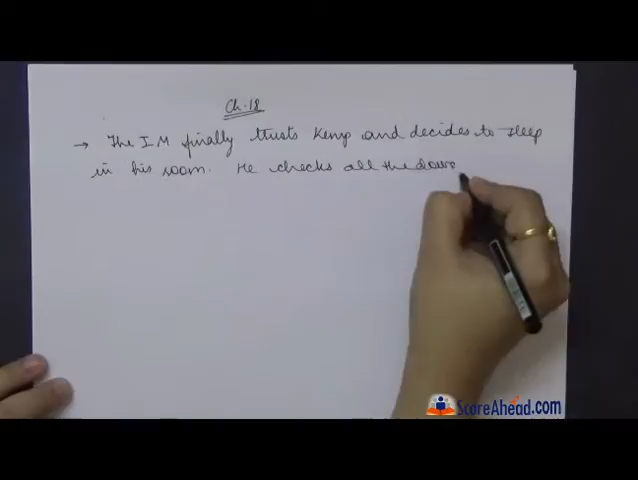 Ch.18
→ The IM finally trusts Kemp and decides to sleep
in his room. He checks all the
ScoreAhead.com